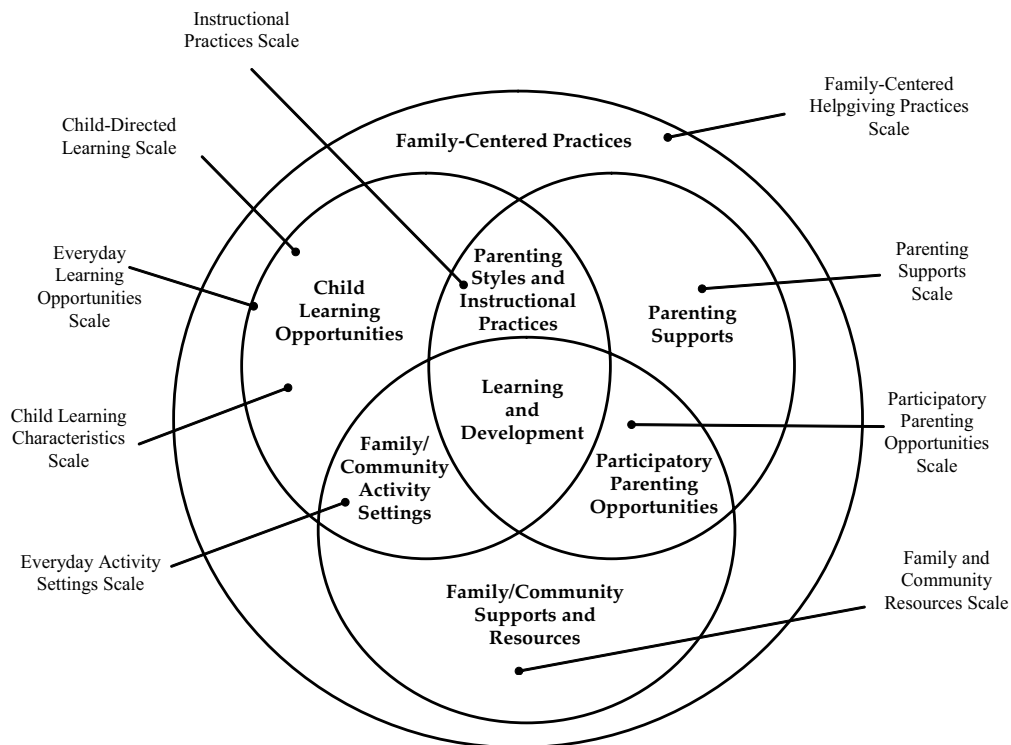 Instructional
Practices Scale
Family-Centered
Helpgiving Practices
Scale
Child-Directed
Learning Scale
Family-Centered Practices
Everyday
Learning
Opportunities
Scale
Parenting
Styles and
Instructional
Practices
Child
Learning
Opportunities
Parenting
Supports
Parenting
Supports
Scale
Learning
and
Development
Child Learning
Characteristics
Scale
Participatory
Parenting
Opportunities
Scale
Family/
Community
Activity
Settings
Participatory
Parenting
Opportunities
Everyday Activity
Settings Scale
Family/Community
Supports and
Resources
Family and
Community
Resources Scale